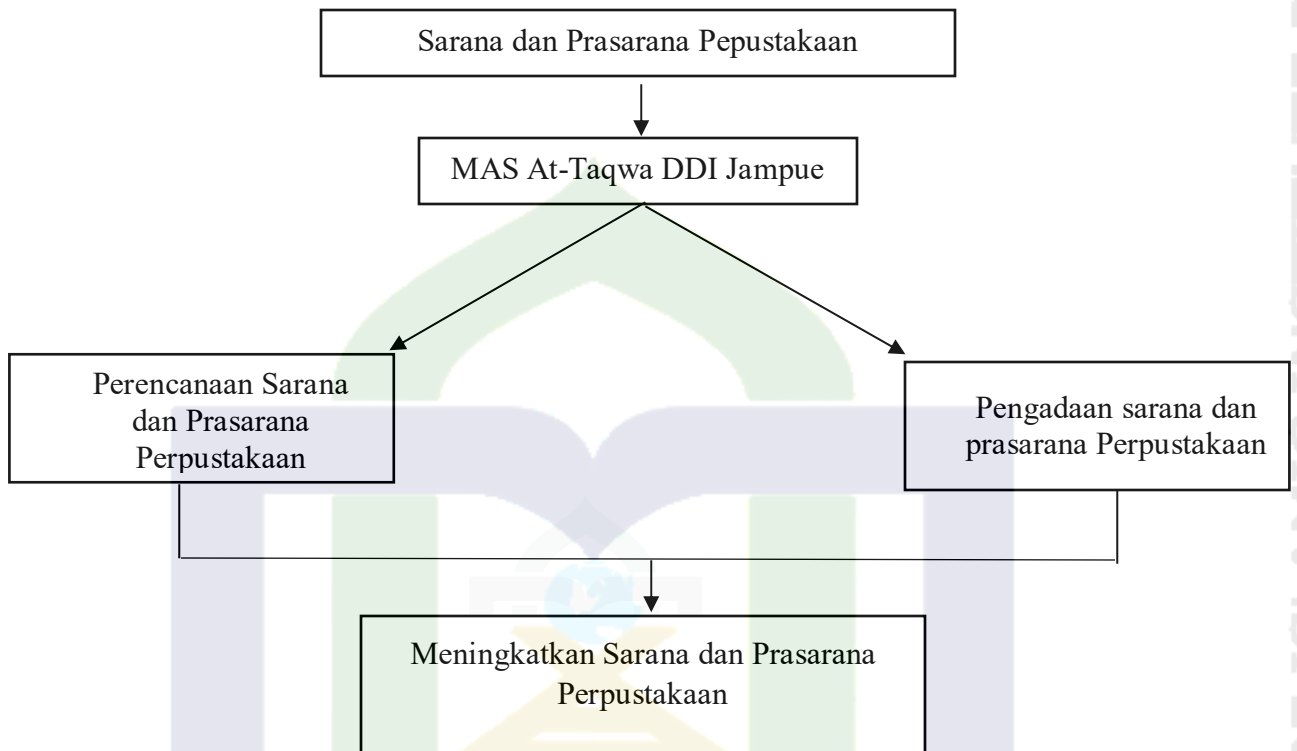 Sarana dan Prasarana Pepustakaan
MAS At-Taqwa DDI Jampue
Perencanaan Sarana
dan Prasarana
Perpustakaan
Pengadaan sarana dan
prasarana Perpustakaan
Meningkatkan Sarana dan Prasarana
Perpustakaan